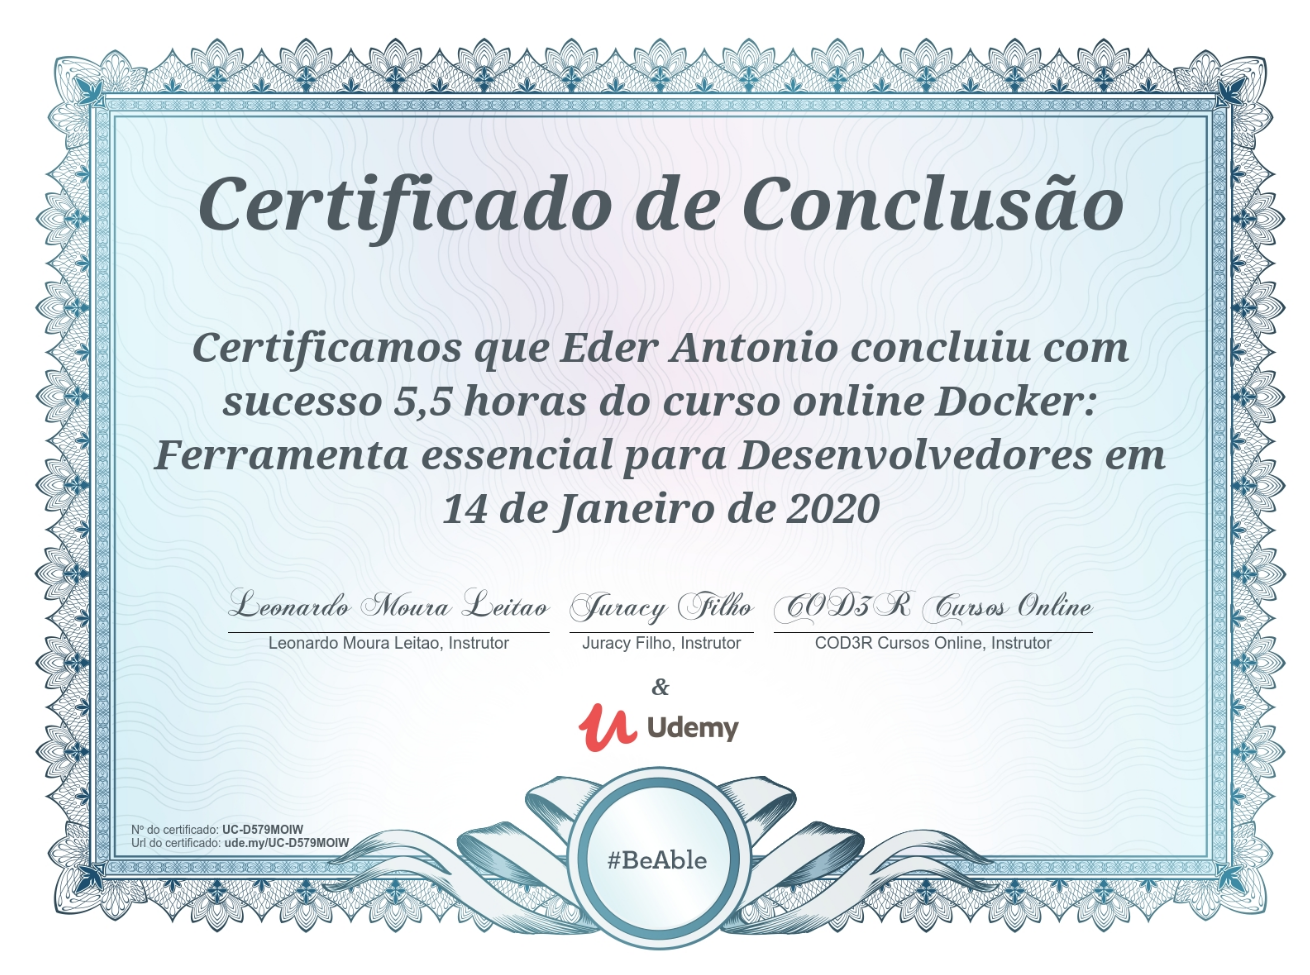 Certificado de Conclusão
Certificamos que Eder Antonio concluiu com
sucesso 5,5 horas do curso online Docker:
Ferramenta essencial para Desenvolvedores em
14 de Janeiro de 2020
Leonardo Moura Leitao Juracy Filho COD3R Cursos Online
Leonardo Moura Leitao, Instrutor Juracy Filho, Instrutor COD3R Cursos Online, Instrutor
&
Udemy
Nº do certificado: UC-D579MOIW
Url do certificado: ude.my/UC-D579MOIW
#BeAble